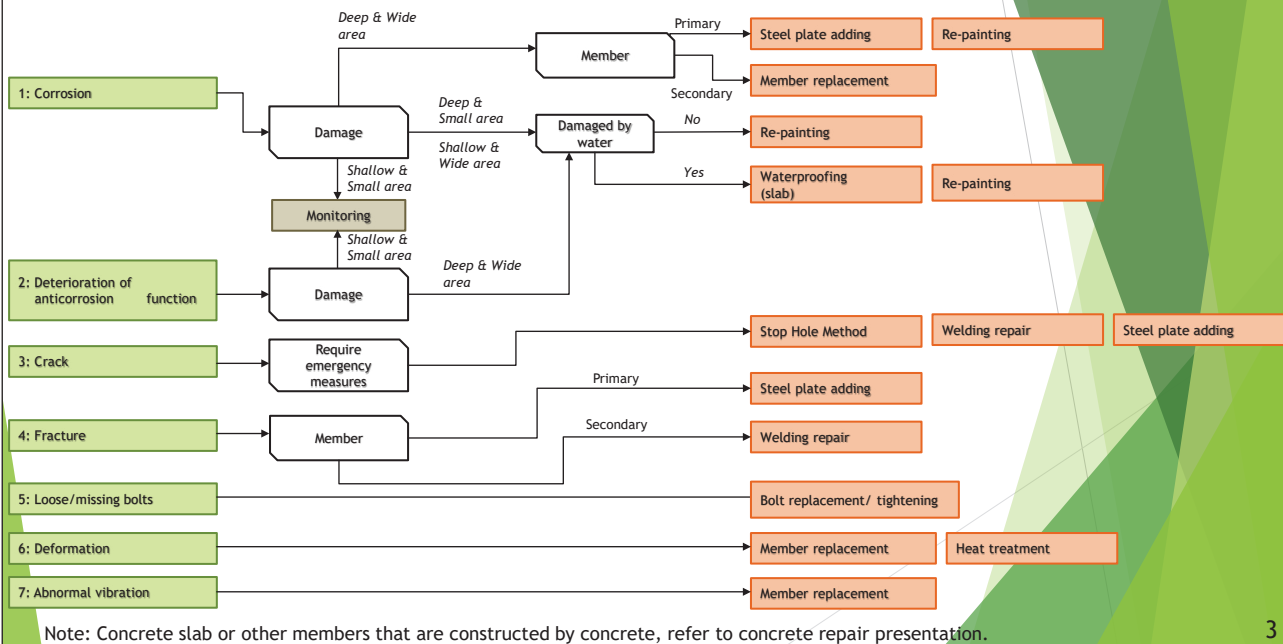 Deep & Wide
area
Primary
Steel plate adding
Re-painting
Member
Member replacement
Secondary
1: Corrosion
Damage
Deep &
Small area
Shallow &
Wide area
Damaged by
water
No
Re-painting
Yes
Waterproofing
(slab)
Re-painting
Shallow &
Small area
Monitoring
Shallow &
Small area
2: Deterioration of
anticorrosion function
Damage
Deep & Wide
area
3: Crack
Require
emergency
measures
Stop Hole Method
Welding repair
Steel plate adding
4: Fracture
Member
Primary
Steel plate adding
Secondary
Welding repair
5: Loose/missing bolts
Bolt replacement/ tightening
6: Deformation
Member replacement
Heat treatment
7: Abnormal vibration
Member replacement
Note: Concrete slab or other members that are constructed by concrete, refer to concrete repair presentation.
3